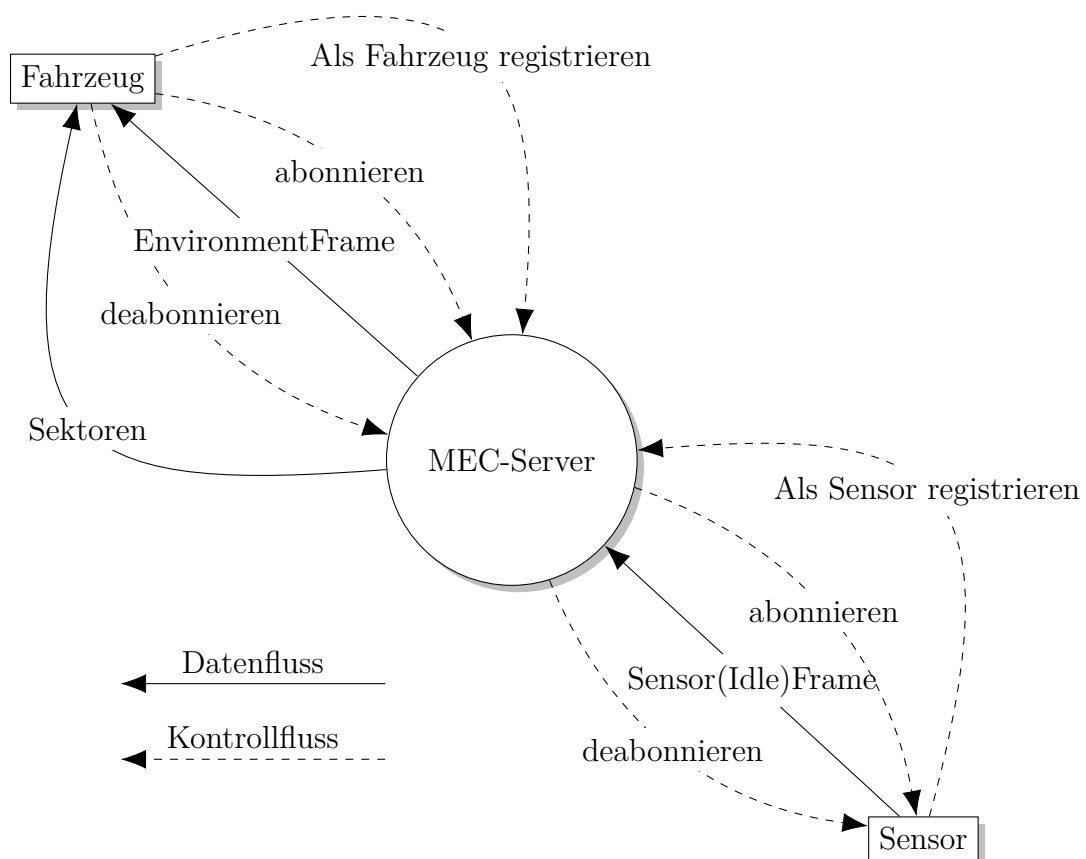 Als Fahrzeug registrieren
Fahrzeug
abonnieren
EnvironmentFrame
deabonnieren
Sektoren
MEC-Server
Als Sensor registrieren
abonnieren
Datenfluss
Sensor(Idle)Frame
Kontrollfluss
deabonnieren
Sensor